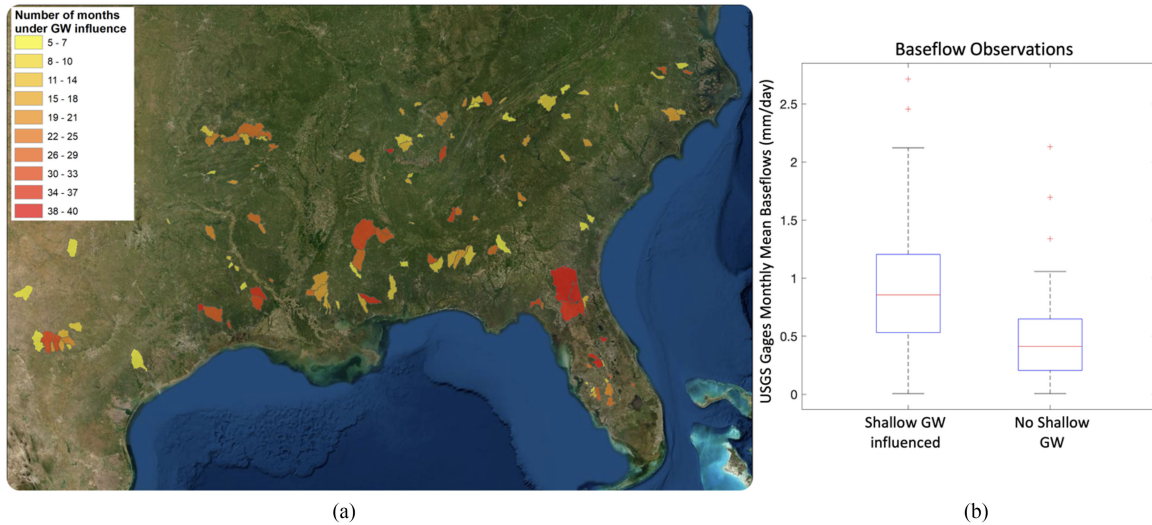 Number of months
under GW influence
5 - 7
8 - 10
11 - 14
15 - 18
19 - 21
22 - 25
26 - 29
30 - 33
34 - 37
38 - 40
(a)
Baseflow Observations
USGS Gages Monthly Mean Baseflows (mm/day)
2.5
2
1.5
1
0.5
0
Shallow GW
influenced
No Shallow
GW
(b)